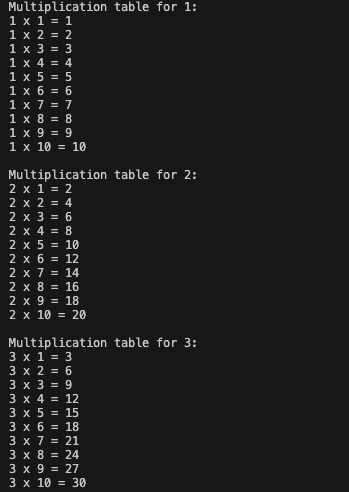 Multiplication table for 1:
1 x 1 = 1
1 x 2 = 2
1 x 3 = 3
1 x 4 = 4
1 x 5 = 5
1 x 6 = 6
1 x 7 = 7
1 x 8 = 8
1 x 9 = 9
1 x 10 = 10

Multiplication table for 2:
2 x 1 = 2
2 x 2 = 4
2 x 3 = 6
2 x 4 = 8
2 x 5 = 10
2 x 6 = 12
2 x 7 = 14
2 x 8 = 16
2 x 9 = 18
2 x 10 = 20

Multiplication table for 3:
3 x 1 = 3
3 x 2 = 6
3 x 3 = 9
3 x 4 = 12
3 x 5 = 15
3 x 6 = 18
3 x 7 = 21
3 x 8 = 24
3 x 9 = 27
3 x 10 = 30